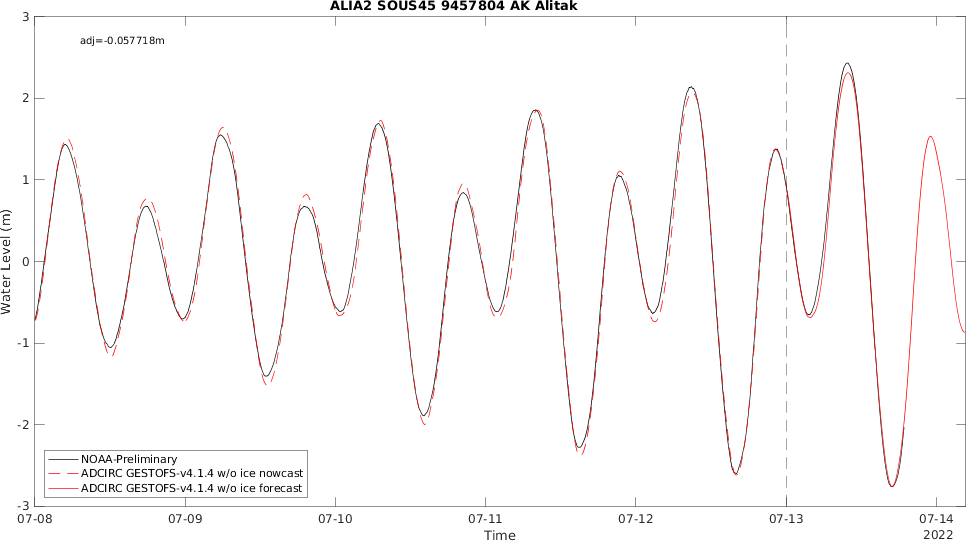 ALIA2 SOUS45 9457804 AK Alitak
adj=-0.057718m
3
2
1
0
-1
-2
-3
Water Level (m)
NOAA-Preliminary
ADCIRC GESTOFS-v4.1.4 w/o ice nowcast
ADCIRC GESTOFS-v4.1.4 w/o ice forecast
07-08 07-09 07-10 07-11 07-12 07-13 07-14
Time
2022